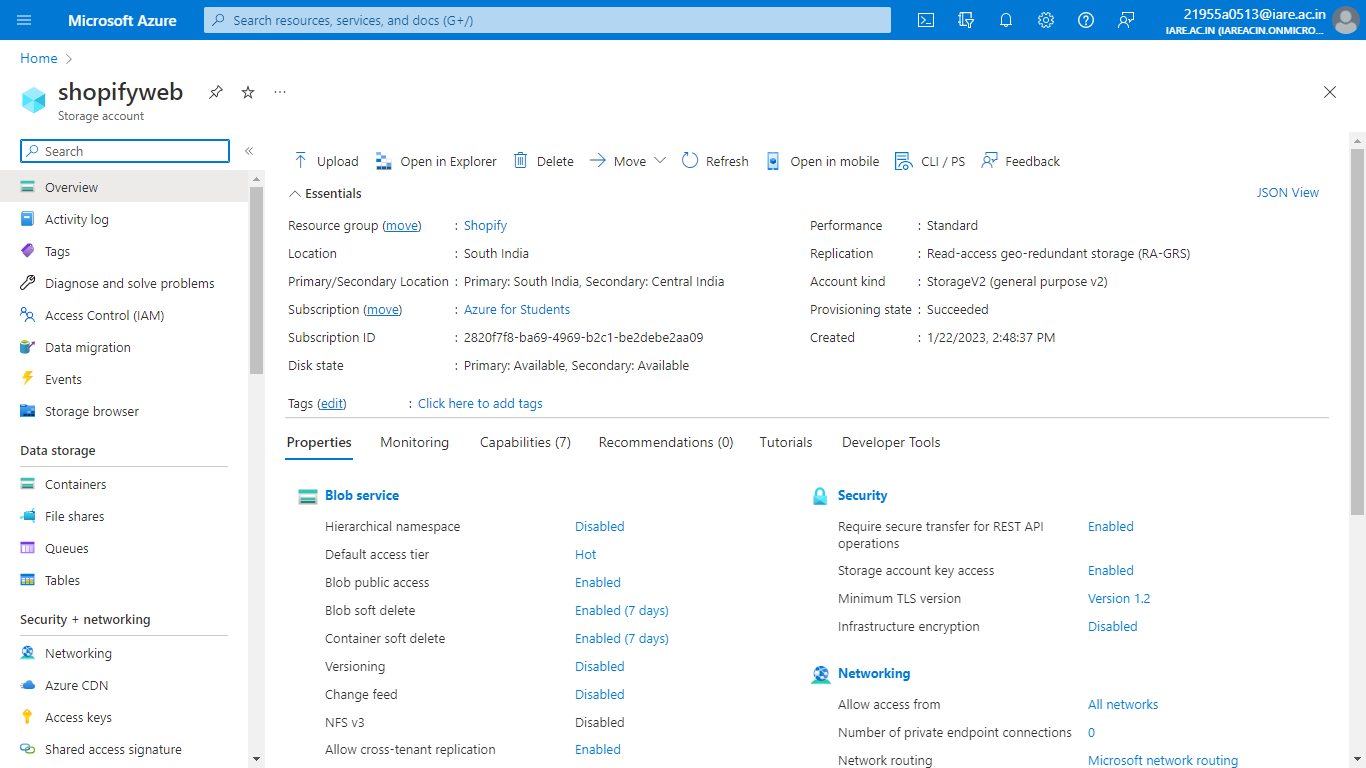 Microsoft Azure
Search resources, services, and docs (G+/)
21955a0513@iare.ac.in
IARE.AC.IN (IAREACIN.ONMICRO...
Home
shopifyweb
...
Storage account
Search
«
Overview
Activity log
Tags
Diagnose and solve problems
Access Control (IAM)
Data migration
Events
Storage browser
Data storage
Containers
File shares
Queues
Tables
Security + networking
Networking
Azure CDN
Access keys
Shared access signature
Upload
Open in Explorer
Delete
Move
Refresh
Open in mobile
CLI / PS
Feedback
Essentials
JSON View
Resource group (move) : Shopify
Location : South India
Primary/Secondary Location : Primary: South India, Secondary: Central India
Subscription (move) : Azure for Students
Subscription ID : 2820f7f8-ba69-4969-b2c1-be2debe2aa09
Disk state : Primary: Available, Secondary: Available
Performance : Standard
Replication : Read-access geo-redundant storage (RA-GRS)
Account kind : StorageV2 (general purpose v2)
Provisioning state : Succeeded
Created : 1/22/2023, 2:48:37 PM
Tags (edit) : Click here to add tags
Properties
Monitoring
Capabilities (7)
Recommendations (0)
Tutorials
Developer Tools
Blob service
Hierarchical namespace Disabled
Default access tier Hot
Blob public access Enabled
Blob soft delete Enabled (7 days)
Container soft delete Enabled (7 days)
Versioning Disabled
Change feed Disabled
NFS v3 Disabled
Allow cross-tenant replication Enabled
Security
Require secure transfer for REST API Enabled
operations
Storage account key access Enabled
Minimum TLS version Version 1.2
Infrastructure encryption Disabled
Networking
Allow access from All networks
Number of private endpoint connections 0
Network routing Microsoft network routing